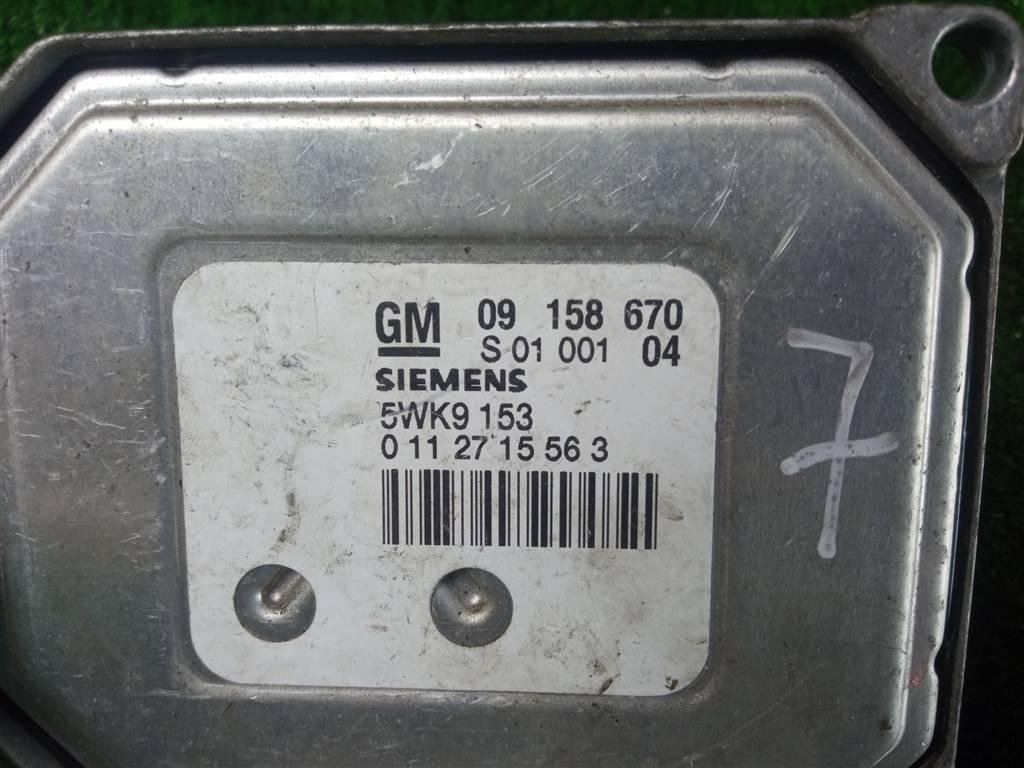 GM 09 158 670
S 01 001 04
SIEMENS
5WK9 153
0 11 27 15 56 3
7